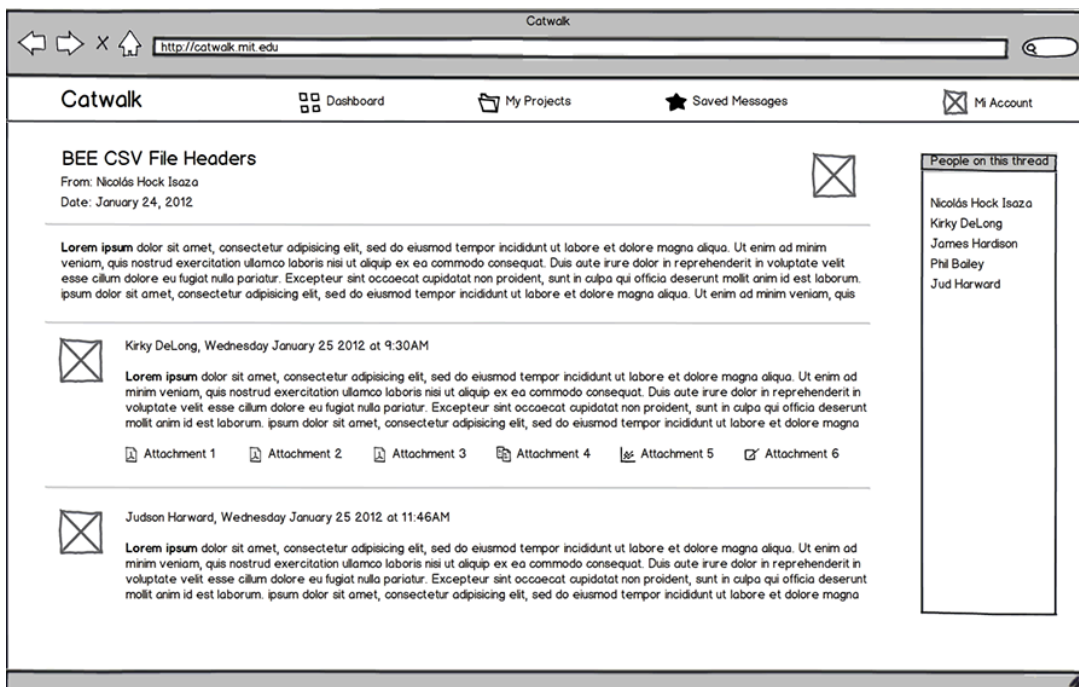 Catwalk
http://catwalk.mit.edu
Catwalk
Dashboard
My Projects
Saved Messages
Mi Account
BEE CSV File Headers
From: Nicolás Hock Isaza
Date: January 24, 2012
Lorem ipsum dolor sit amet, consectetur adipisicing elit, sed do eiusmod tempor incididunt ut labore et dolore magna aliqua. Ut enim ad minim
veniam, quis nostrud exercitation ullamco laboris nisi ut aliquip ex ea commodo consequat. Duis aute irure dolor in reprehenderit in voluptate velit
esse cillum dolore eu fugiat nulla pariatur. Excepteur sint occaecat cupidatat non proident, sunt in culpa qui officia deserunt mollit anim id est laborum.
ipsum dolor sit amet, consectetur adipisicing elit, sed do eiusmod tempor incididunt ut labore et dolore magna aliqua. Ut enim ad minim veniam, quis
Kirky DeLong, Wednesday January 25 2012 at 9:30AM
Lorem ipsum dolor sit amet, consectetur adipisicing elit, sed do eiusmod tempor incididunt ut labore et dolore magna aliqua. Ut enim ad
minim veniam, quis nostrud exercitation ullamco laboris nisi ut aliquip ex ea commodo consequat. Duis aute irure dolor in reprehenderit in
voluptate velit esse cillum dolore eu fugiat nulla pariatur. Excepteur sint occaecat cupidatat non proident, sunt in culpa qui officia deserunt
mollit anim id est laborum. ipsum dolor sit amet, consectetur adipisicing elit, sed do eiusmod tempor incididunt ut labore et dolore magna
Attachment 1
Attachment 2
Attachment 3
Attachment 4
Attachment 5
Attachment 6
Judson Harward, Wednesday January 25 2012 at 11:46AM
Lorem ipsum dolor sit amet, consectetur adipisicing elit, sed do eiusmod tempor incididunt ut labore et dolore magna aliqua. Ut enim ad
minim veniam, quis nostrud exercitation ullamco laboris nisi ut aliquip ex ea commodo consequat. Duis aute irure dolor in reprehenderit in
voluptate velit esse cillum dolore eu fugiat nulla pariatur. Excepteur sint occaecat cupidatat non proident, sunt in culpa qui officia deserunt
mollit anim id est laborum. ipsum dolor sit amet, consectetur adipisicing elit, sed do eiusmod tempor incididunt ut labore et dolore magna
People on this thread
Nicolás Hock Isaza
Kirky DeLong
James Hardison
Phil Bailey
Jud Harward